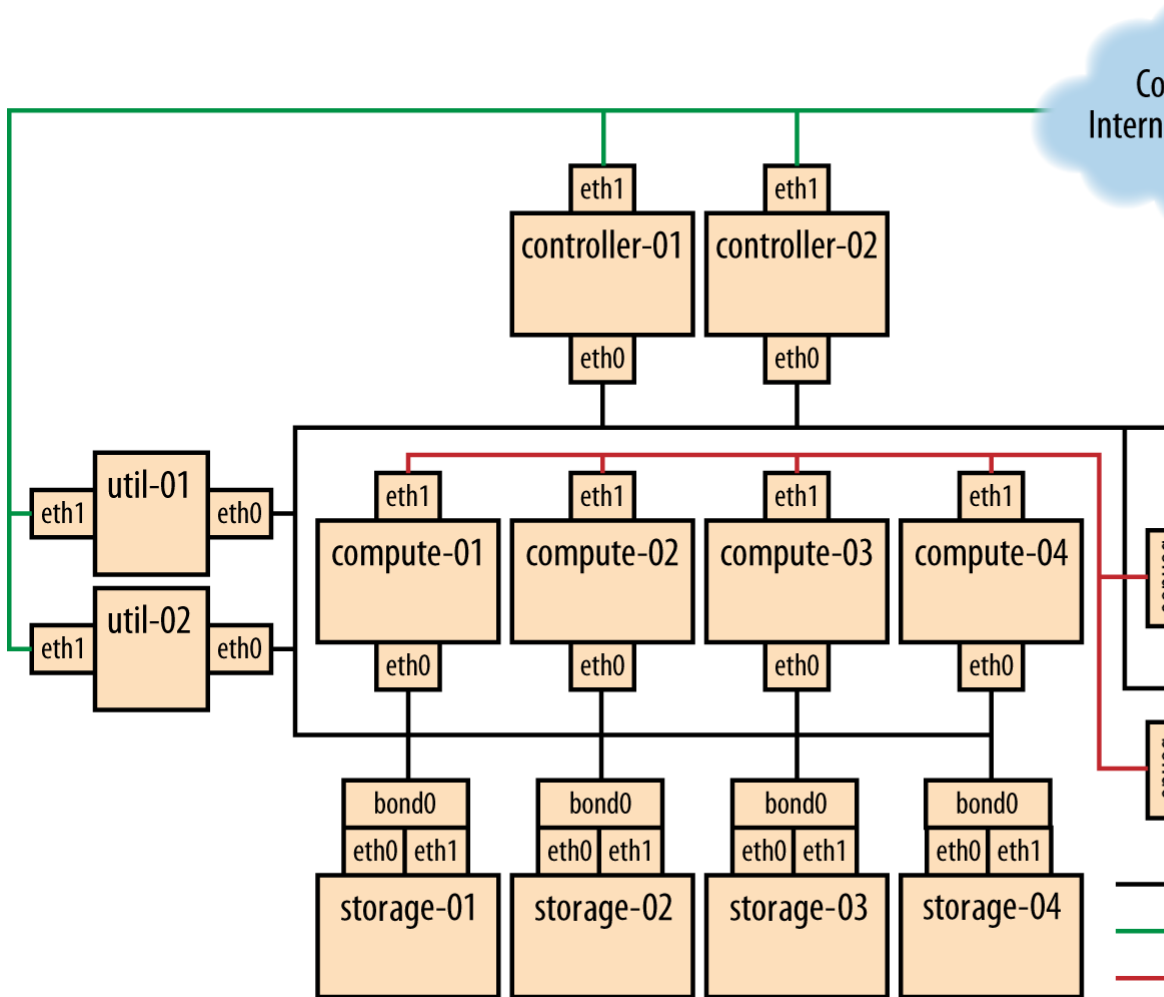 Co
Intern
eth1
eth1
controller-01
controller-02
eth0
eth0
eth1
util-01
eth0
eth1
util-02
eth0
eth1
eth1
eth1
eth1
compute-01
compute-02
compute-03
compute-04
eth0
eth0
eth0
eth0
bond0
bond0
bond0
bond0
eth0 eth1
eth0 eth1
eth0 eth1
eth0 eth1
storage-01
storage-02
storage-03
storage-04